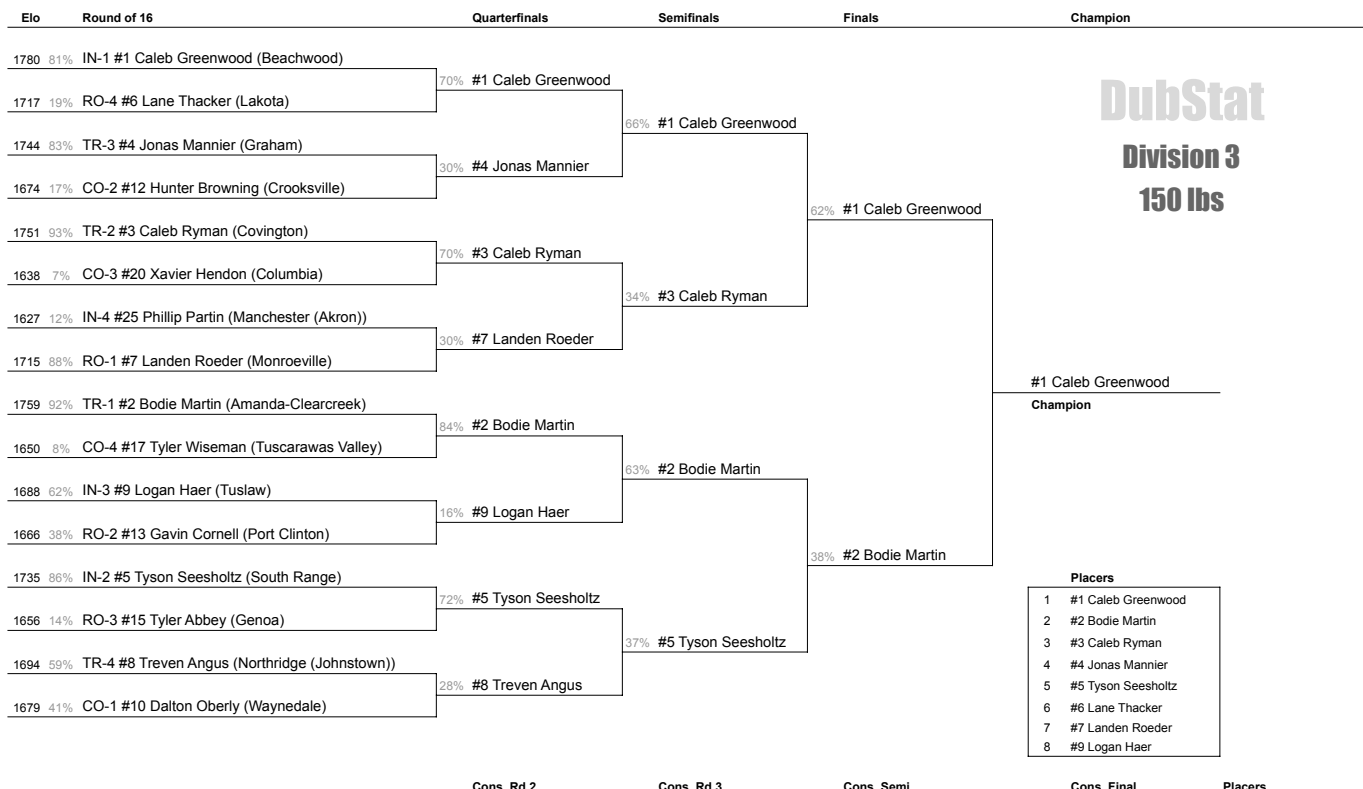 Elo Round of 16 Quarterfinals Semifinals Finals Champion
1780 81% IN-1 #1 Caleb Greenwood (Beachwood)
70% #1 Caleb Greenwood
1717 19% RO-4 #6 Lane Thacker (Lakota)
66% #1 Caleb Greenwood
1744 83% TR-3 #4 Jonas Mannier (Graham)
30% #4 Jonas Mannier
1674 17% CO-2 #12 Hunter Browning (Crooksville)
62% #1 Caleb Greenwood
1751 93% TR-2 #3 Caleb Ryman (Covington)
70% #3 Caleb Ryman
1638 7% CO-3 #20 Xavier Hendon (Columbia)
34% #3 Caleb Ryman
1627 12% IN-4 #25 Phillip Partin (Manchester (Akron))
30% #7 Landen Roeder
1715 88% RO-1 #7 Landen Roeder (Monroeville)
#1 Caleb Greenwood
Champion
1759 92% TR-1 #2 Bodie Martin (Amanda-Clearcreek)
84% #2 Bodie Martin
1650 8% CO-4 #17 Tyler Wiseman (Tuscarawas Valley)
63% #2 Bodie Martin
1688 62% IN-3 #9 Logan Haer (Tuslaw)
16% #9 Logan Haer
1666 38% RO-2 #13 Gavin Cornell (Port Clinton)
38% #2 Bodie Martin
1735 86% IN-2 #5 Tyson Seesholtz (South Range)
72% #5 Tyson Seesholtz
1656 14% RO-3 #15 Tyler Abbey (Genoa)
37% #5 Tyson Seesholtz
1694 59% TR-4 #8 Treven Angus (Northridge (Johnstown))
28% #8 Treven Angus
1679 41% CO-1 #10 Dalton Oberly (Waynedale)
DubStat
Division 3
150 lbs
Placers
1 #1 Caleb Greenwood
2 #2 Bodie Martin
3 #3 Caleb Ryman
4 #4 Jonas Mannier
5 #5 Tyson Seesholtz
6 #6 Lane Thacker
7 #7 Landen Roeder
8 #9 Logan Haer
Cons. Rd 2 Cons. Rd 3 Cons. Semi Cons. Final Placers